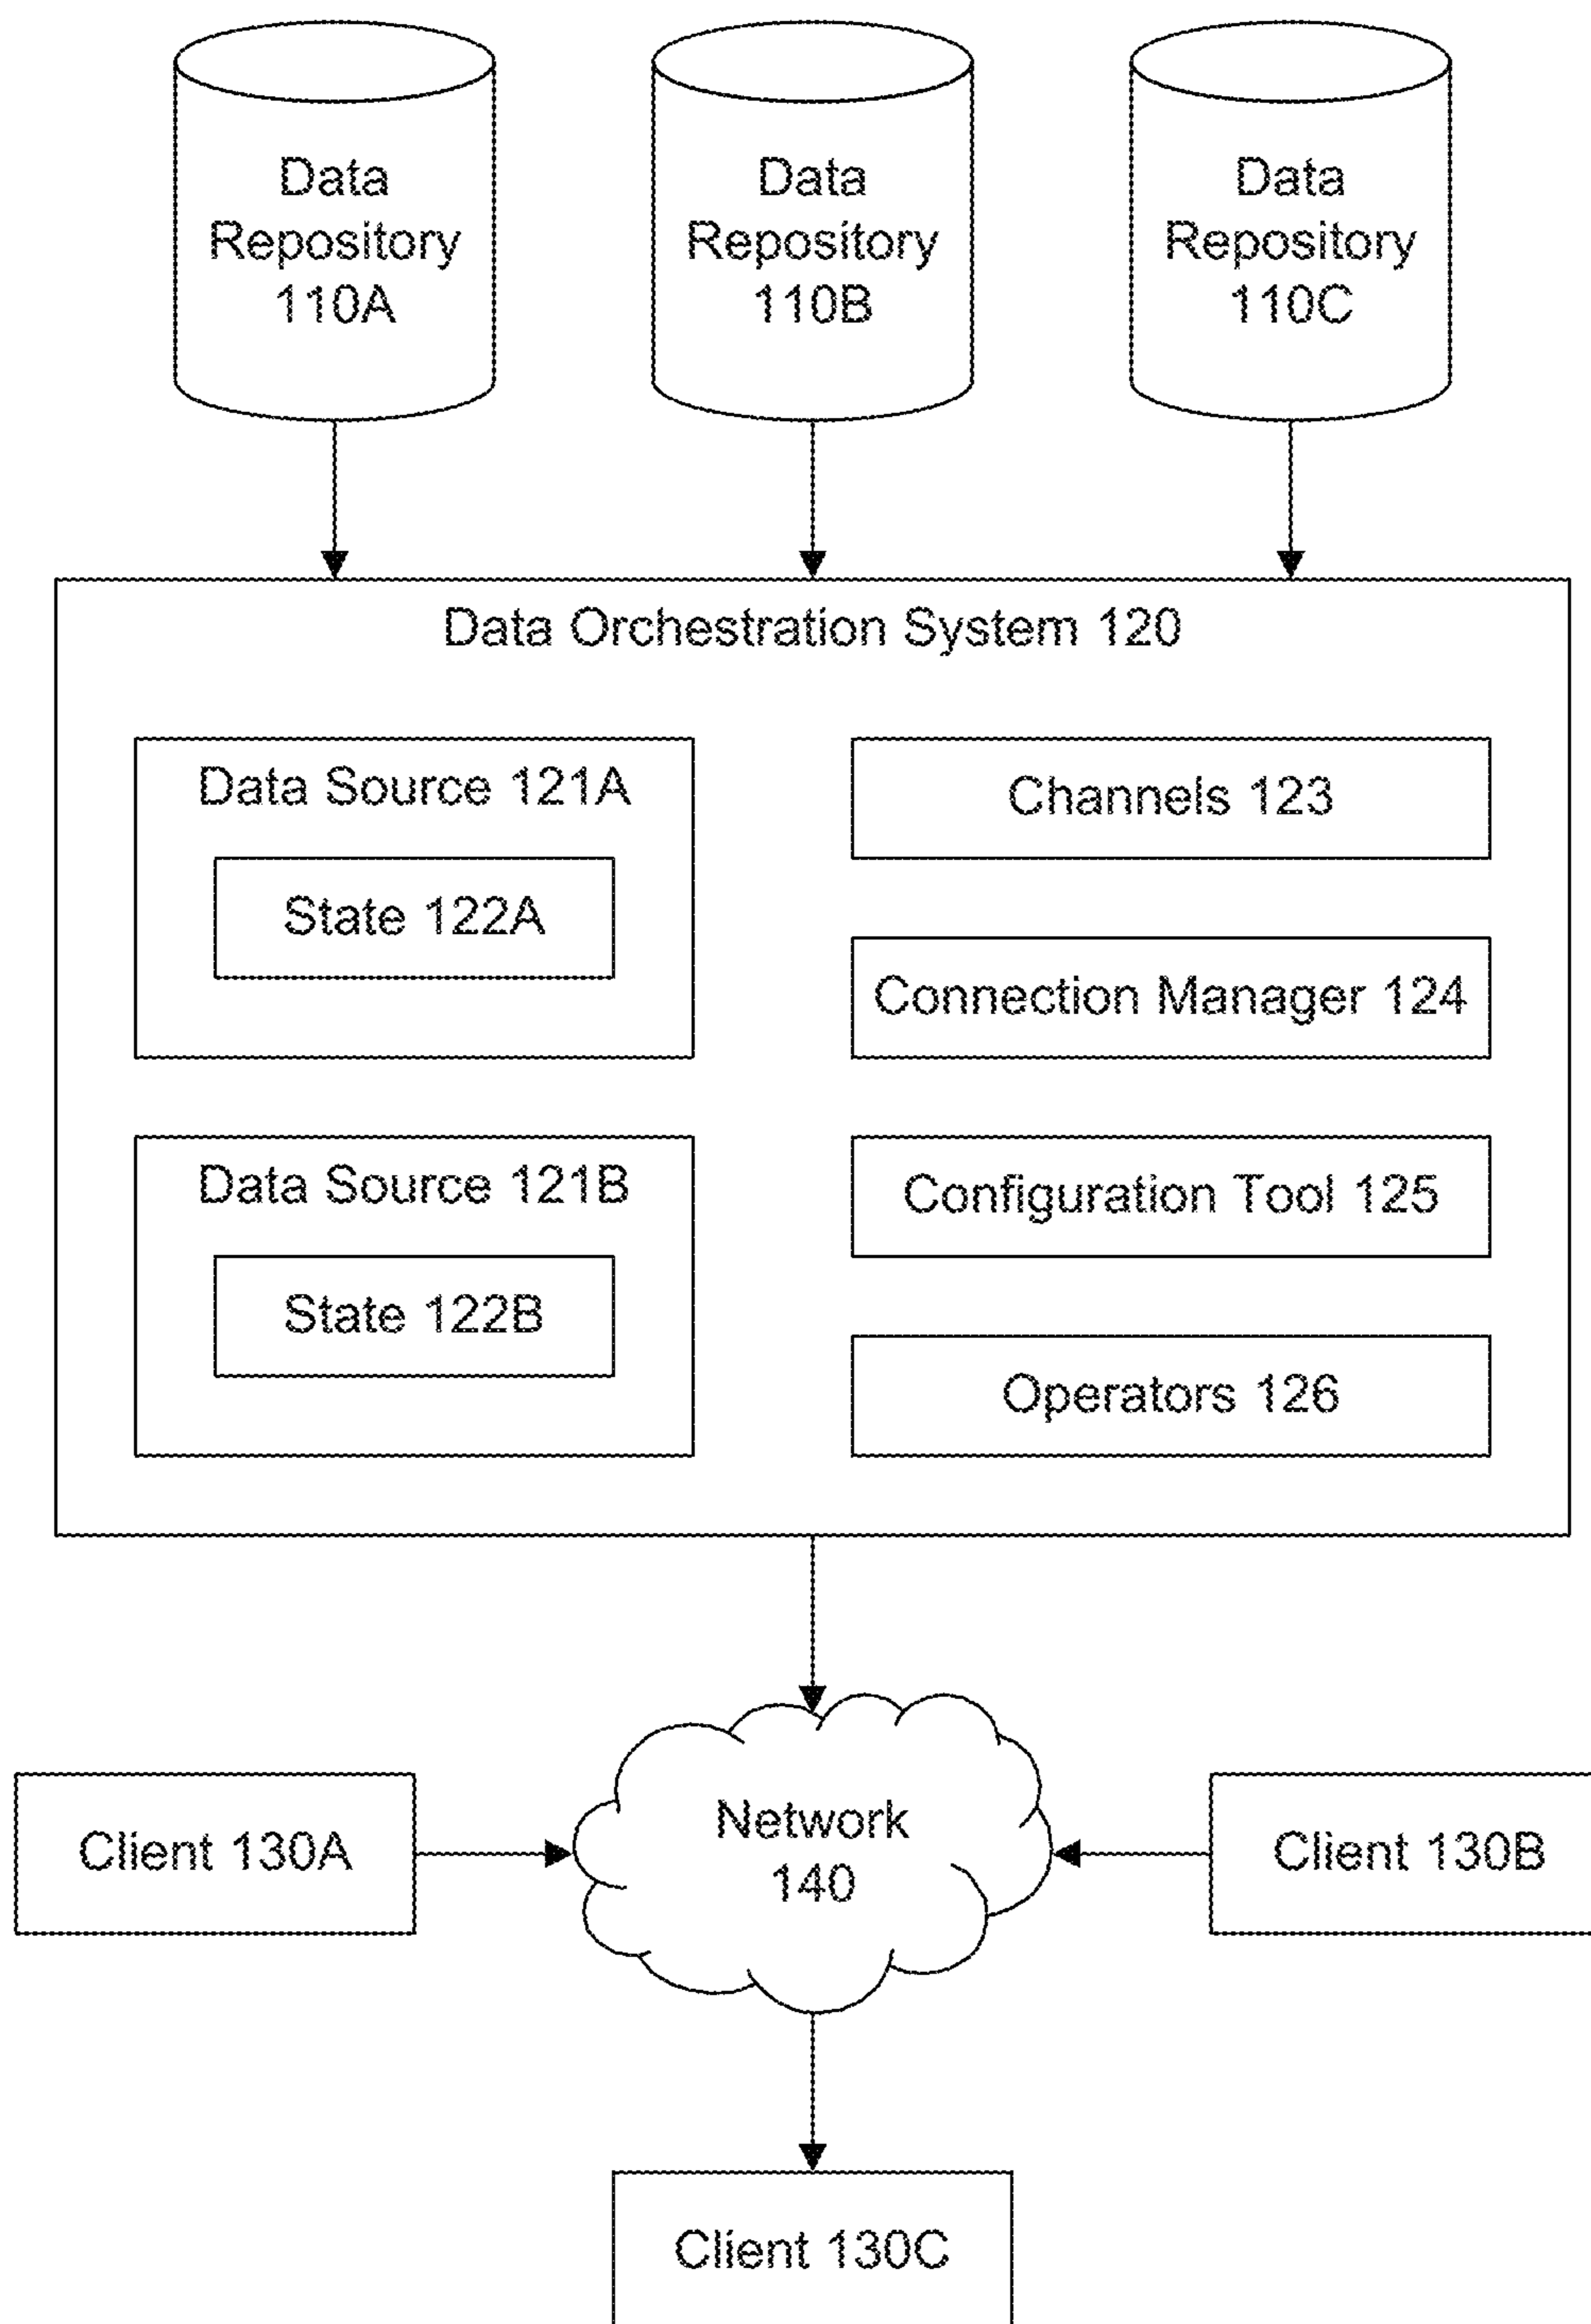 Data
Repository
110A
Data
Repository
110B
Data
Repository
110C
Data Orchestration System 120
Data Source 121A
State 122A
Data Source 121B
State 122B
Channels 123
Connection Manager 124
Configuration Tool 125
Operators 126
Network
140
Client 130A
Client 130B
Client 130C